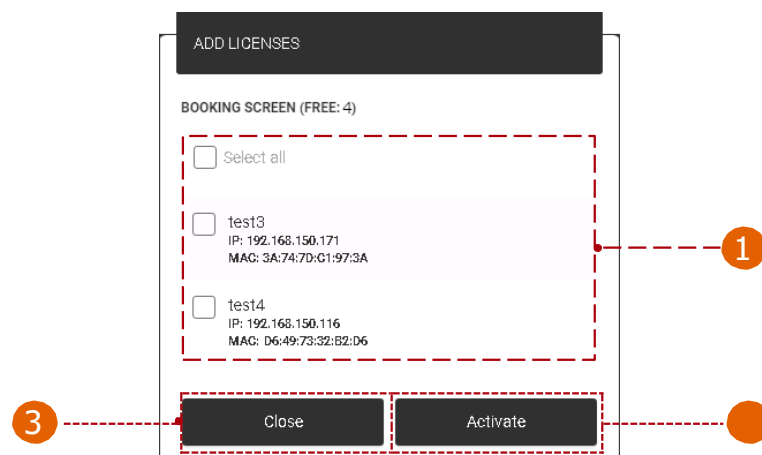 ADD LICENSES
BOOKING SCREEN (FREE: 4)
Select all
test3
IP: 192.168.150.171
MAC: 3A:74:7D:C1:97:3A
1
test4
IP: 192.168.150.116
MAC: D6:49:73:32:B2:D6
3
Close
Activate